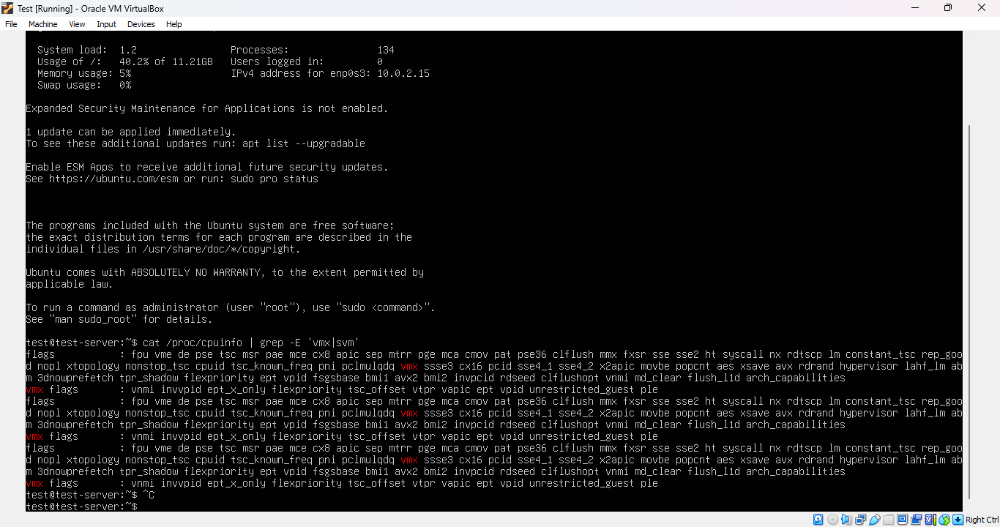 Test [Running] - Oracle VM VirtualBox
File Machine View Input Devices Help
System load: 1.2 Processes: 134
Usage of /: 40.2% of 11.21GB Users logged in: 0
Memory usage: 5% IPv4 address for enp0s3: 10.0.2.15
Swap usage: 0%
Expanded Security Maintenance for Applications is not enabled.
1 update can be applied immediately.
To see these additional updates run: apt list --upgradable
Enable ESM Apps to receive additional future security updates.
See https://ubuntu.com/esm or run: sudo pro status
The programs included with the Ubuntu system are free software;
the exact distribution terms for each program are described in the
individual files in /usr/share/doc/*/copyright.
Ubuntu comes with ABSOLUTELY NO WARRANTY, to the extent permitted by
applicable law.
To run a command as administrator (user "root"), use "sudo <command>".
See "man sudo_root" for details.
test@test-server:~$ cat /proc/cpuinfo | grep -E 'vmx|svm'
flags : fpu vme de pse tsc msr pae mce cx8 apic sep mtrr pge mca cmov pat pse36 clflush mmx fxsr sse sse2 ht syscall nx rdtscp lm constant_tsc rep_goo
d nopl xtopology nonstop_tsc cpuid tsc_known_freq pni pclmulqdq vmx ssse3 cx16 pcid sse4_1 sse4_2 x2apic movbe popcnt aes xsave avx rdrand hypervisor lahf_lm ab
m 3dnowprefetch tpr_shadow flexpriority ept vpid fsgsbase bmi1 avx2 bmi2 invpcid rdseed clflushopt vnmi md_clear flush_l1d arch_capabilities
vmx flags : vnmi invvpid ept_x_only flexpriority tsc_offset vtpr vapic ept vpid unrestricted_guest ple
flags : fpu vme de pse tsc msr pae mce cx8 apic sep mtrr pge mca cmov pat pse36 clflush mmx fxsr sse sse2 ht syscall nx rdtscp lm constant_tsc rep_goo
d nopl xtopology nonstop_tsc cpuid tsc_known_freq pni pclmulqdq vmx ssse3 cx16 pcid sse4_1 sse4_2 x2apic movbe popcnt aes xsave avx rdrand hypervisor lahf_lm ab
m 3dnowprefetch tpr_shadow flexpriority ept vpid fsgsbase bmi1 avx2 bmi2 invpcid rdseed clflushopt vnmi md_clear flush_l1d arch_capabilities
vmx flags : vnmi invvpid ept_x_only flexpriority tsc_offset vtpr vapic ept vpid unrestricted_guest ple
flags : fpu vme de pse tsc msr pae mce cx8 apic sep mtrr pge mca cmov pat pse36 clflush mmx fxsr sse sse2 ht syscall nx rdtscp lm constant_tsc rep_goo
d nopl xtopology nonstop_tsc cpuid tsc_known_freq pni pclmulqdq vmx ssse3 cx16 pcid sse4_1 sse4_2 x2apic movbe popcnt aes xsave avx rdrand hypervisor lahf_lm ab
m 3dnowprefetch tpr_shadow flexpriority ept vpid fsgsbase bmi1 avx2 bmi2 invpcid rdseed clflushopt vnmi md_clear flush_l1d arch_capabilities
vmx flags : vnmi invvpid ept_x_only flexpriority tsc_offset vtpr vapic ept vpid unrestricted_guest ple
test@test-server:~$ ^C
test@test-server:~$
Right Ctrl